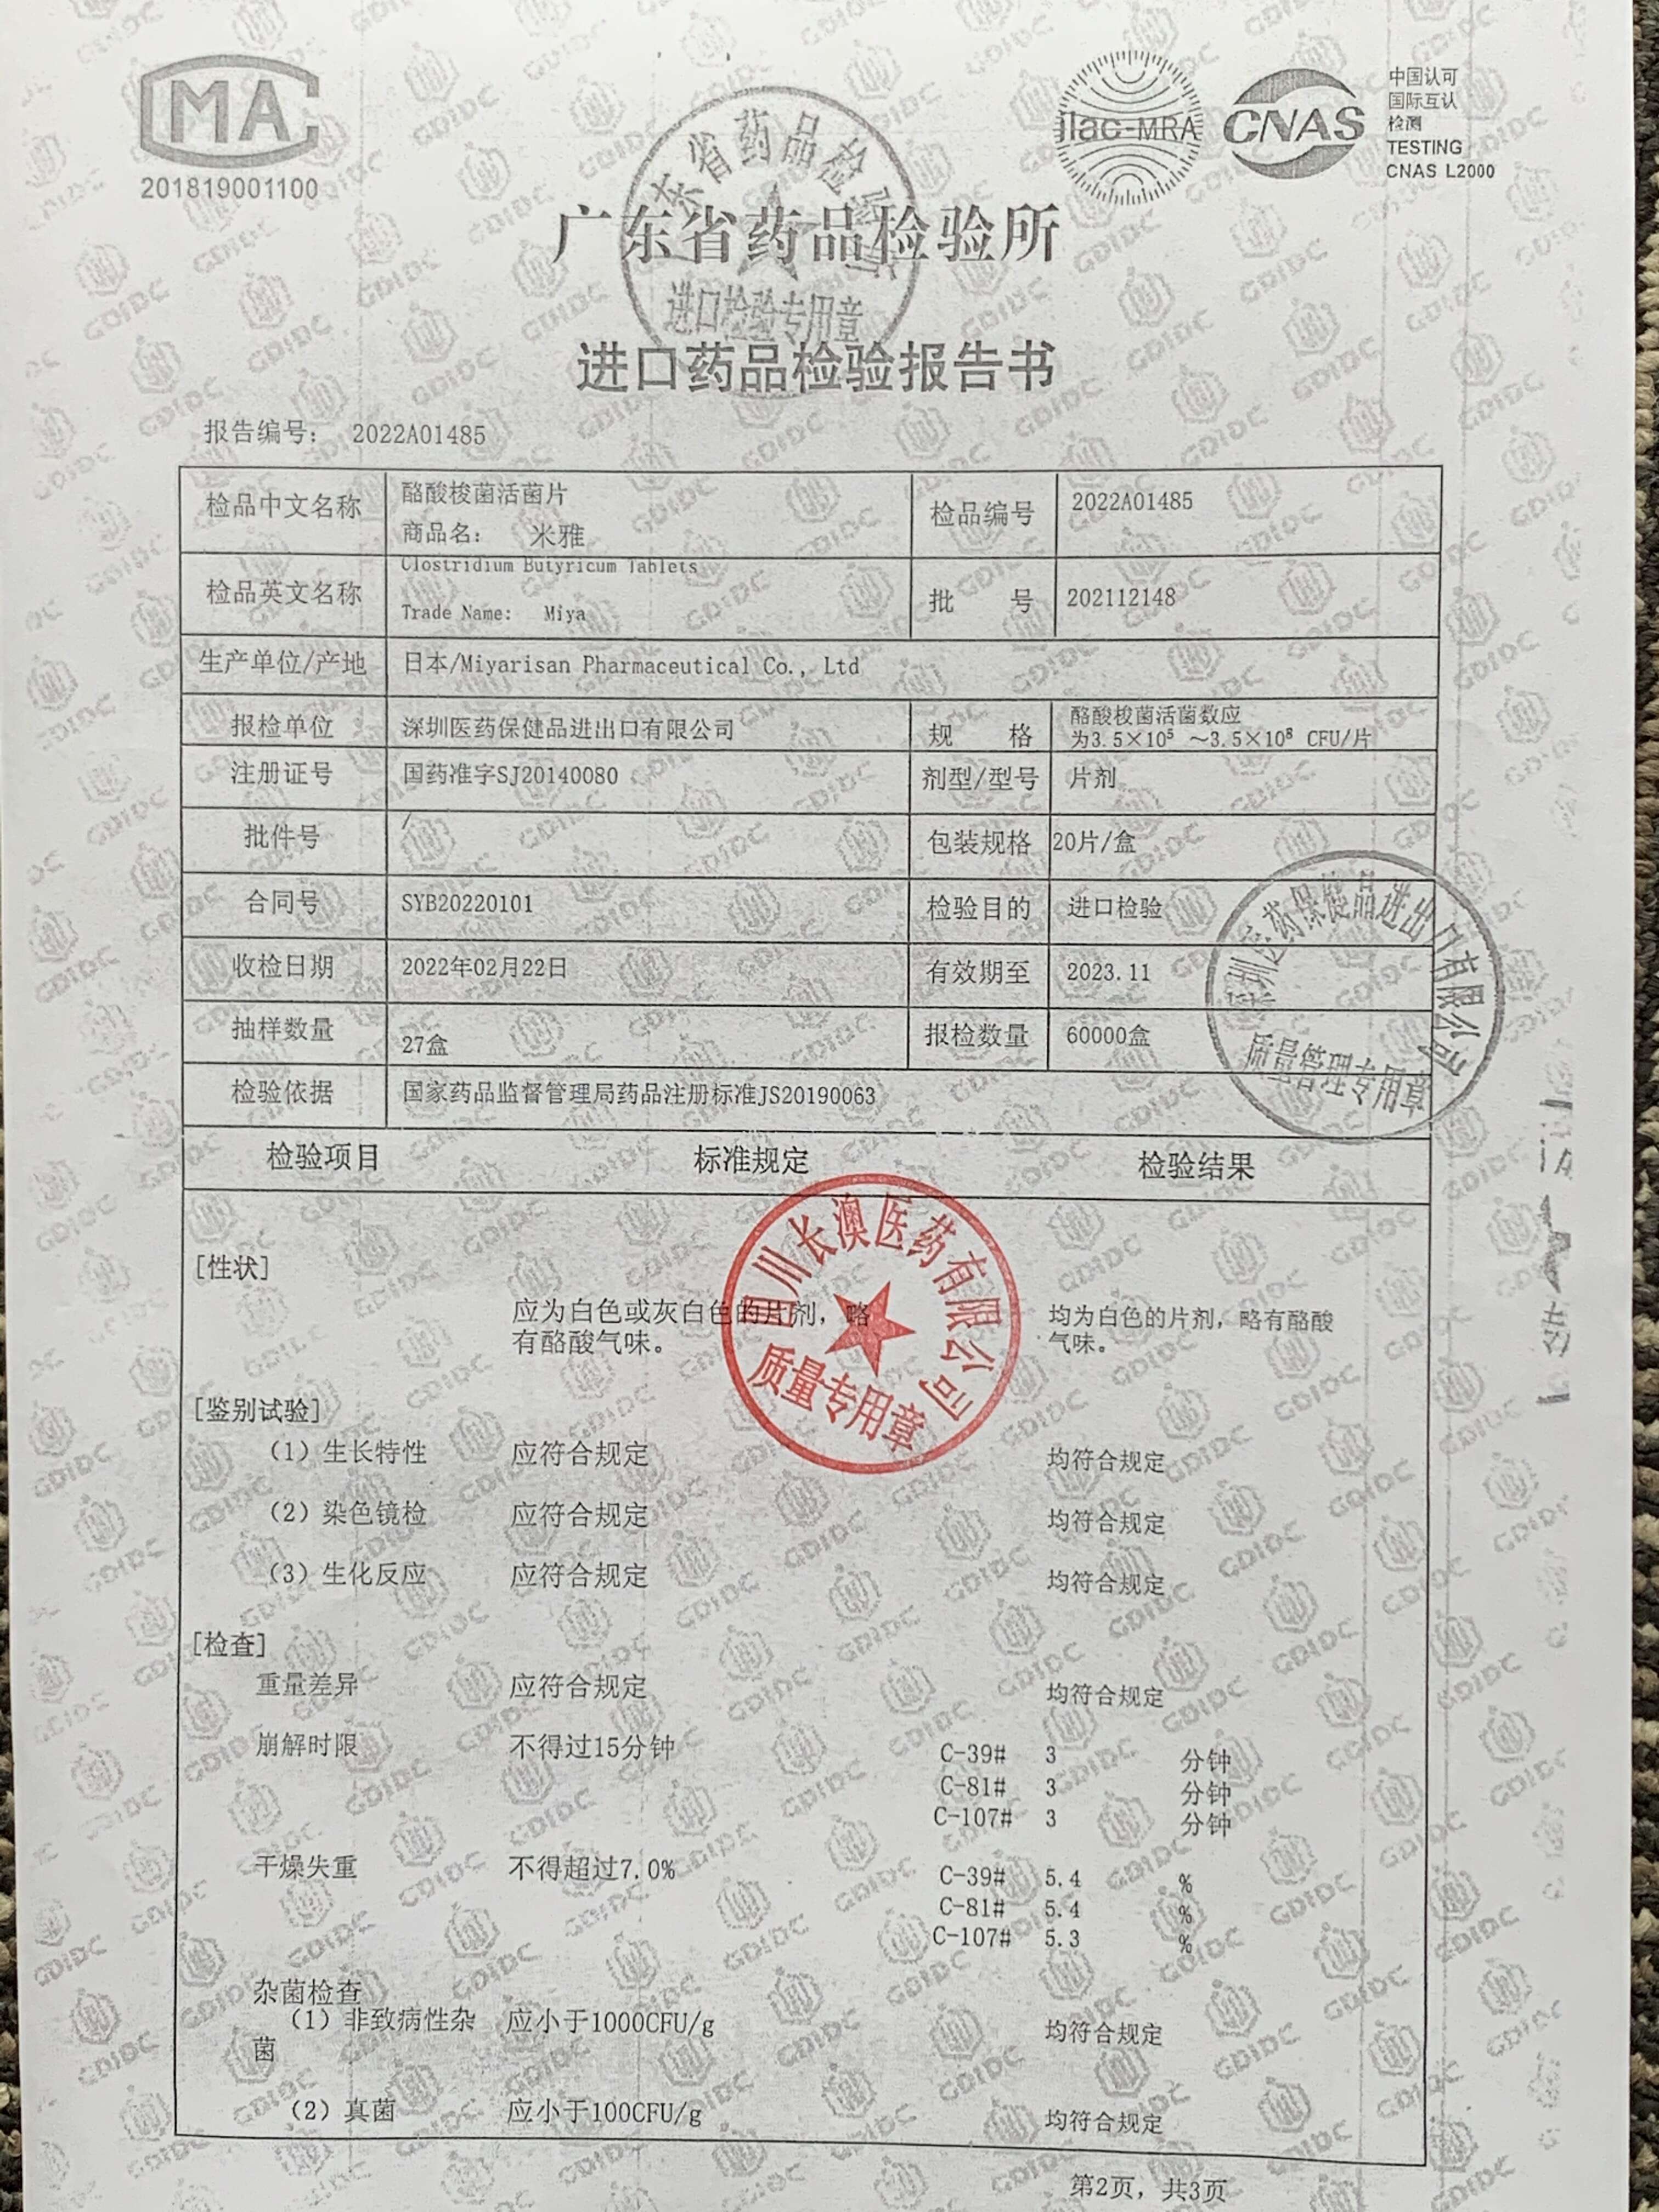 MA
201819001100
ilac-MRA
CNAS
中国认可
国际互认
检测
TESTING
CNAS L2000
东省药品检验
进口检验专用章
广东省药品检验所
进口药品检验报告书
报告编号： 2022A01485
检品中文名称 酪酸梭菌活菌片 商品名： 米雅 检品编号 2022A01485
检品英文名称 Clostridium Butyricum Tablets Trade Name: Miya 批 号 202112148
生产单位/产地 日本/Miyarisan Pharmaceutical Co., Ltd
报检单位 深圳医药保健品进出口有限公司 规 格 酪酸梭菌活菌数应为3.5×10⁵ ～3.5×10⁸ CFU/片
注册证号 国药准字SJ20140080 剂型/型号 片剂
批件号 / 包装规格 20片/盒
合同号 SYB20220101 检验目的 进口检验
收检日期 2022年02月22日 有效期至 2023.11
抽样数量 27盒 报检数量 60000盒
检验依据 国家药品监督管理局药品注册标准JS20190063
深圳医药保健品进出口有限公司
质量管理专用章
检验项目 标准规定 检验结果
[性状]
应为白色或灰白色的片剂，略 均为白色的片剂，略有酪酸
有酪酸气味。 气味。
四川长澳医药有限公司
质量专用章
[鉴别试验]
（1）生长特性 应符合规定 均符合规定
（2）染色镜检 应符合规定 均符合规定
（3）生化反应 应符合规定 均符合规定
[检查]
重量差异 应符合规定 均符合规定
崩解时限 不得过15分钟 C-39# 3 分钟
C-81# 3 分钟
C-107# 3 分钟
干燥失重 不得超过7.0% C-39# 5.4 %
C-81# 5.4 %
C-107# 5.3 %
杂菌检查
（1）非致病性杂 应小于1000CFU/g 均符合规定
菌
（2）真菌 应小于100CFU/g 均符合规定
第2页，共3页
GDIDC